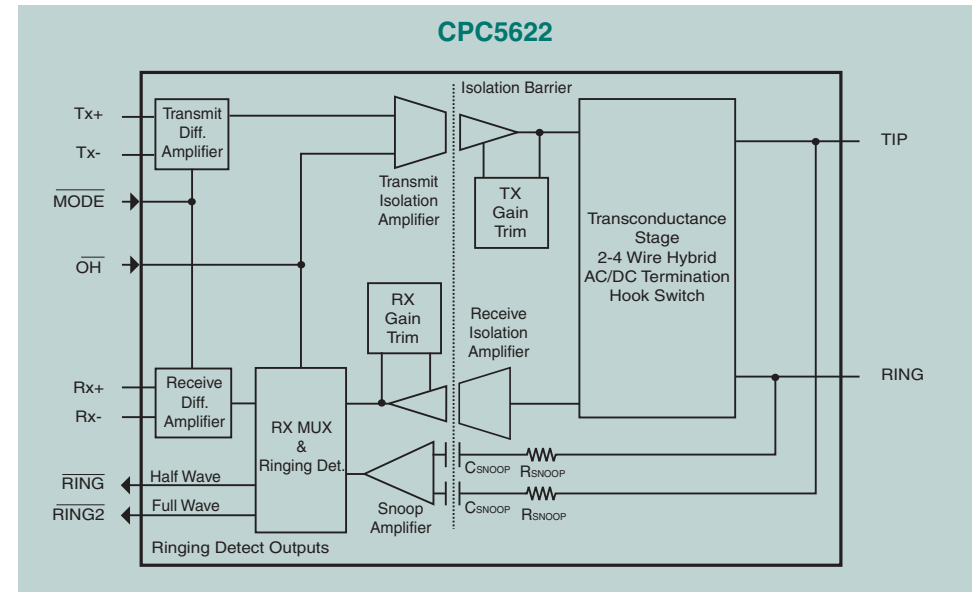 CPC5622
Isolation Barrier
Tx+
Tx-
MODE
OH
Transmit
Diff.
Amplifier
Transmit
Isolation
Amplifier
TX
Gain
Trim
Transconductance
Stage
2-4 Wire Hybrid
AC/DC Termination
Hook Switch
TIP
RING
RX
Gain
Trim
Receive
Isolation
Amplifier
Rx+
Rx-
Receive
Diff.
Amplifier
RX MUX
&
Ringing Det.
RING
Half Wave
RING2
Full Wave
Snoop
Amplifier
CSNOOP
RSNOOP
CSNOOP
RSNOOP
Ringing Detect Outputs